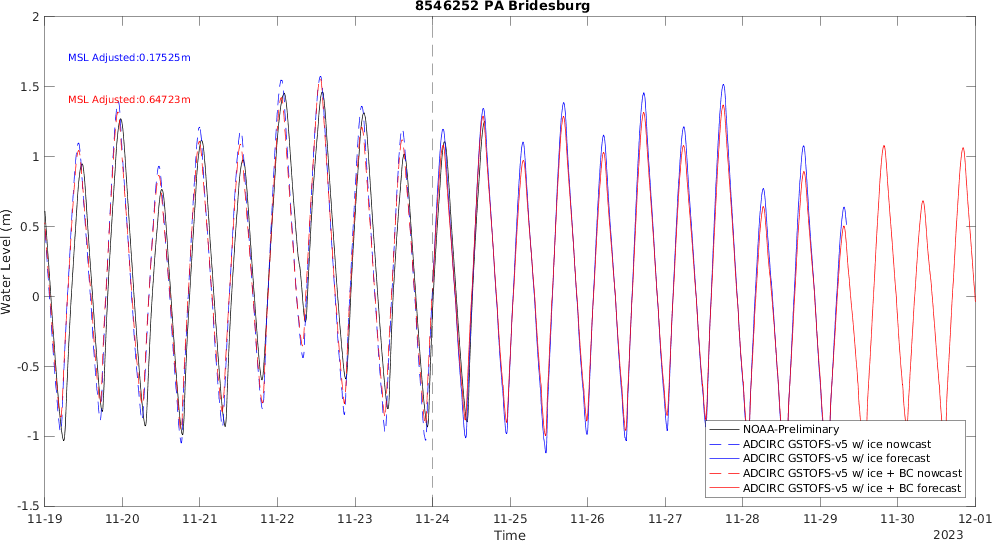 8546252 PA Bridesburg
MSL Adjusted:0.17525m
MSL Adjusted:0.64723m
Water Level (m)
2
1.5
1
0.5
0
-0.5
-1
-1.5
NOAA-Preliminary
ADCIRC GSTOFS-v5 w/ ice nowcast
ADCIRC GSTOFS-v5 w/ ice forecast
ADCIRC GSTOFS-v5 w/ ice + BC nowcast
ADCIRC GSTOFS-v5 w/ ice + BC forecast
11-19 11-20 11-21 11-22 11-23 11-24 11-25 11-26 11-27 11-28 11-29 11-30 12-01
Time
2023